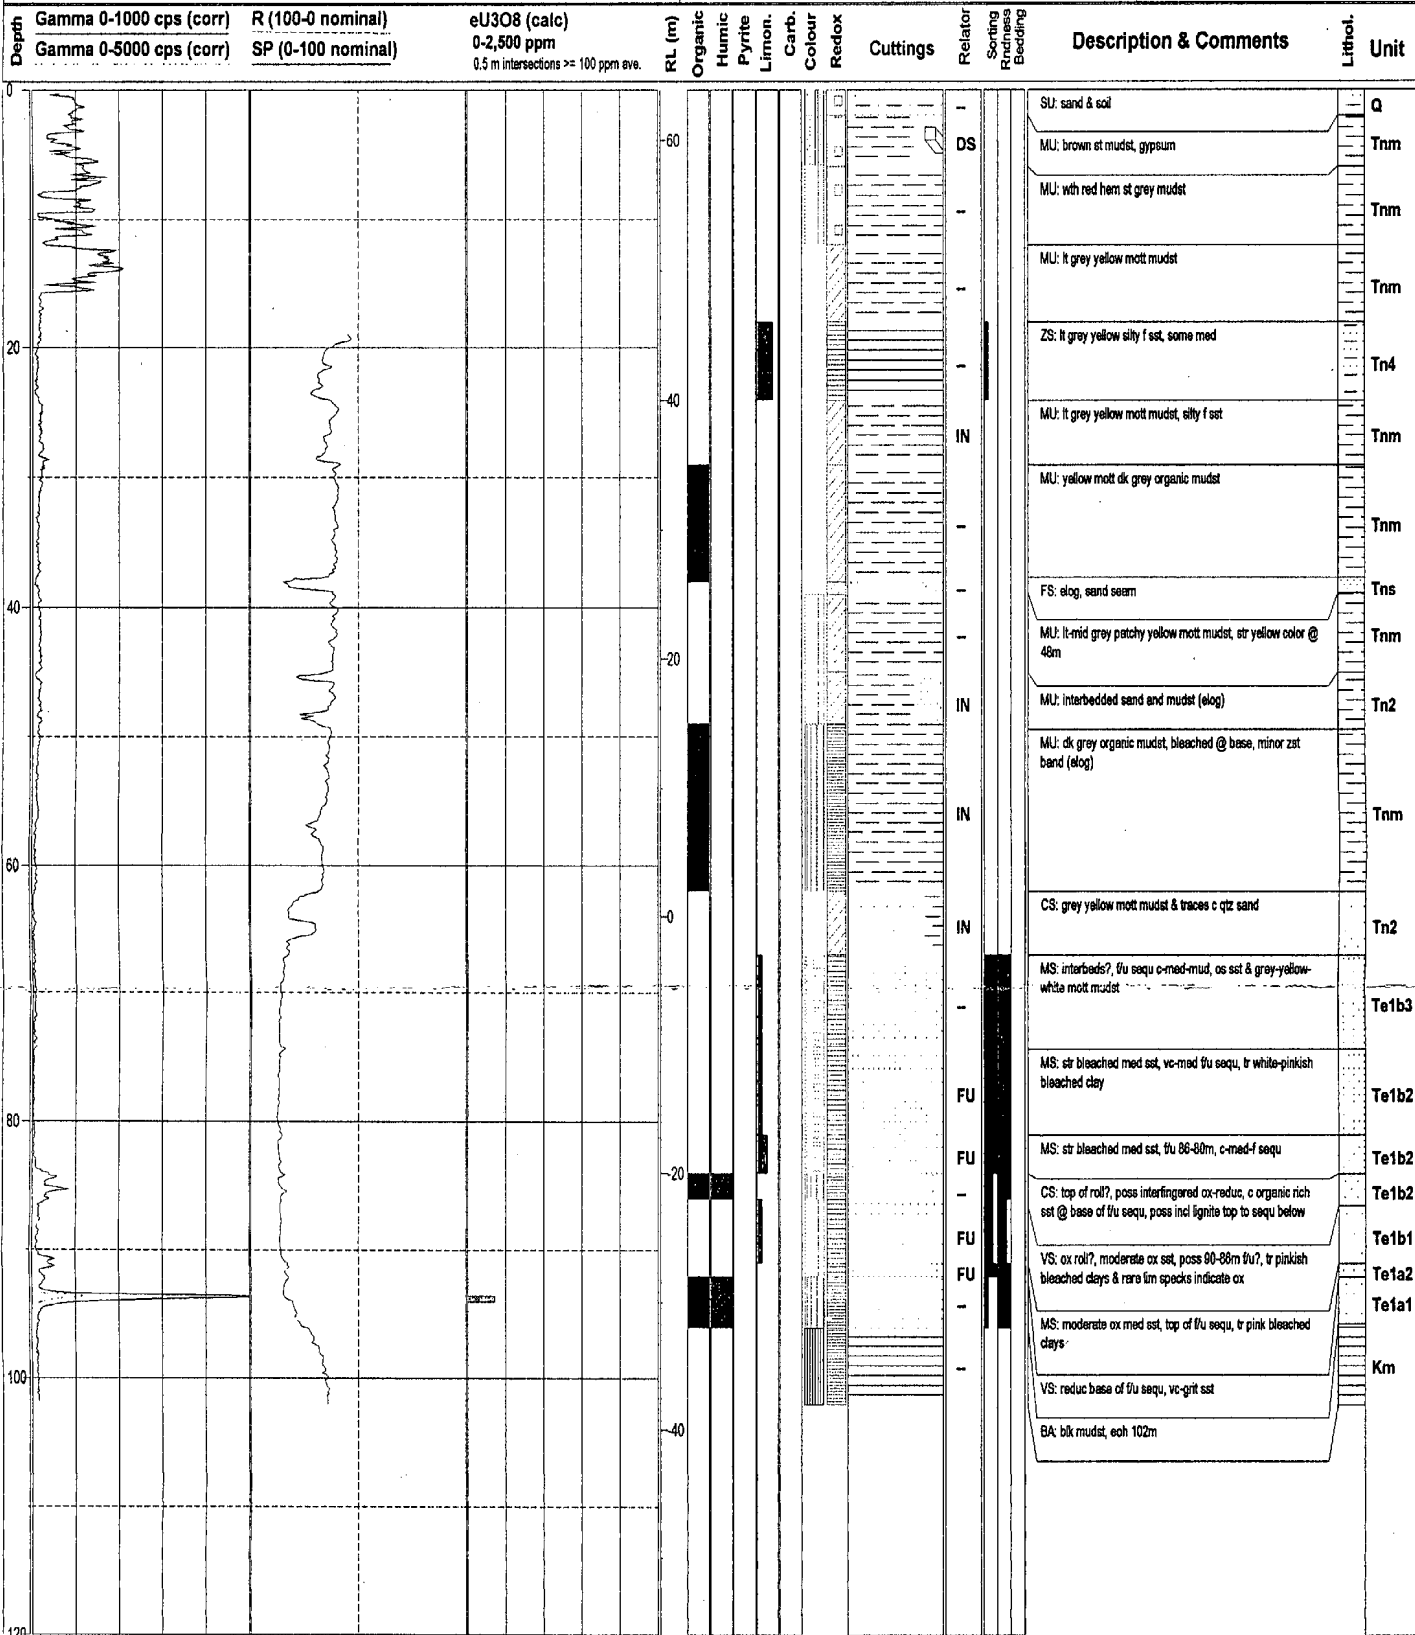 Depth
Gamma 0-1000 cps (corr)
Gamma 0-5000 cps (corr)
R (100-0 nominal)
SP (0-100 nominal)
eU3O8 (calc)
0-2,500 ppm
0.5 m intersections >= 100 ppm ave.
RL (m)
Organic
Humic
Pyrite
Limon.
Carb.
Colour
Redox
Cuttings
Relator
Sorting
Rndness
Bedding
Description & Comments
Lithol.
Unit
0
20
40
60
80
100
120
60
40
20
0
-20
-40
--
DS
--
--
--
IN
--
--
--
IN
IN
IN
--
FU
FU
--
FU
FU
--
--
SU: sand & soil
MU: brown st mudst, gypsum
MU: wth red hem st grey mudst
MU: lt grey yellow mott mudst
ZS: lt grey yellow silty f sst, some med
MU: lt grey yellow mott mudst, silty f sst
MU: yellow mott dk grey organic mudst
FS: elog, sand seam
MU: lt-mid grey patchy yellow mott mudst, str yellow color @
48m
MU: interbedded sand and mudst (elog)
MU: dk grey organic mudst, bleached @ base, minor zst
band (elog)
CS: grey yellow mott mudst & traces c qtz sand
MS: interbeds?, f/u sequ c-med-mud, os sst & grey-yellow-
white mott mudst
MS: str bleached med sst, vc-med f/u sequ, tr white-pinkish
bleached clay
MS: str bleached med sst, f/u 86-80m, c-med-f sequ
CS: top of roll?, poss interfingered ox-reduc, c organic rich
sst @ base of f/u sequ, poss incl lignite top to sequ below
VS: ox roll?, moderate ox sst, poss 90-86m f/u?, tr pinkish
bleached clays & rare lim specks indicate ox
MS: moderate ox med sst, top of f/u sequ, tr pink bleached
clays
VS: reduc base of f/u sequ, vc-grit sst
BA: blk mudst, eoh 102m
Q
Tnm
Tnm
Tnm
Tn4
Tnm
Tnm
Tns
Tnm
Tn2
Tnm
Tn2
Te1b3
Te1b2
Te1b2
Te1b2
Te1b1
Te1a2
Te1a1
Km